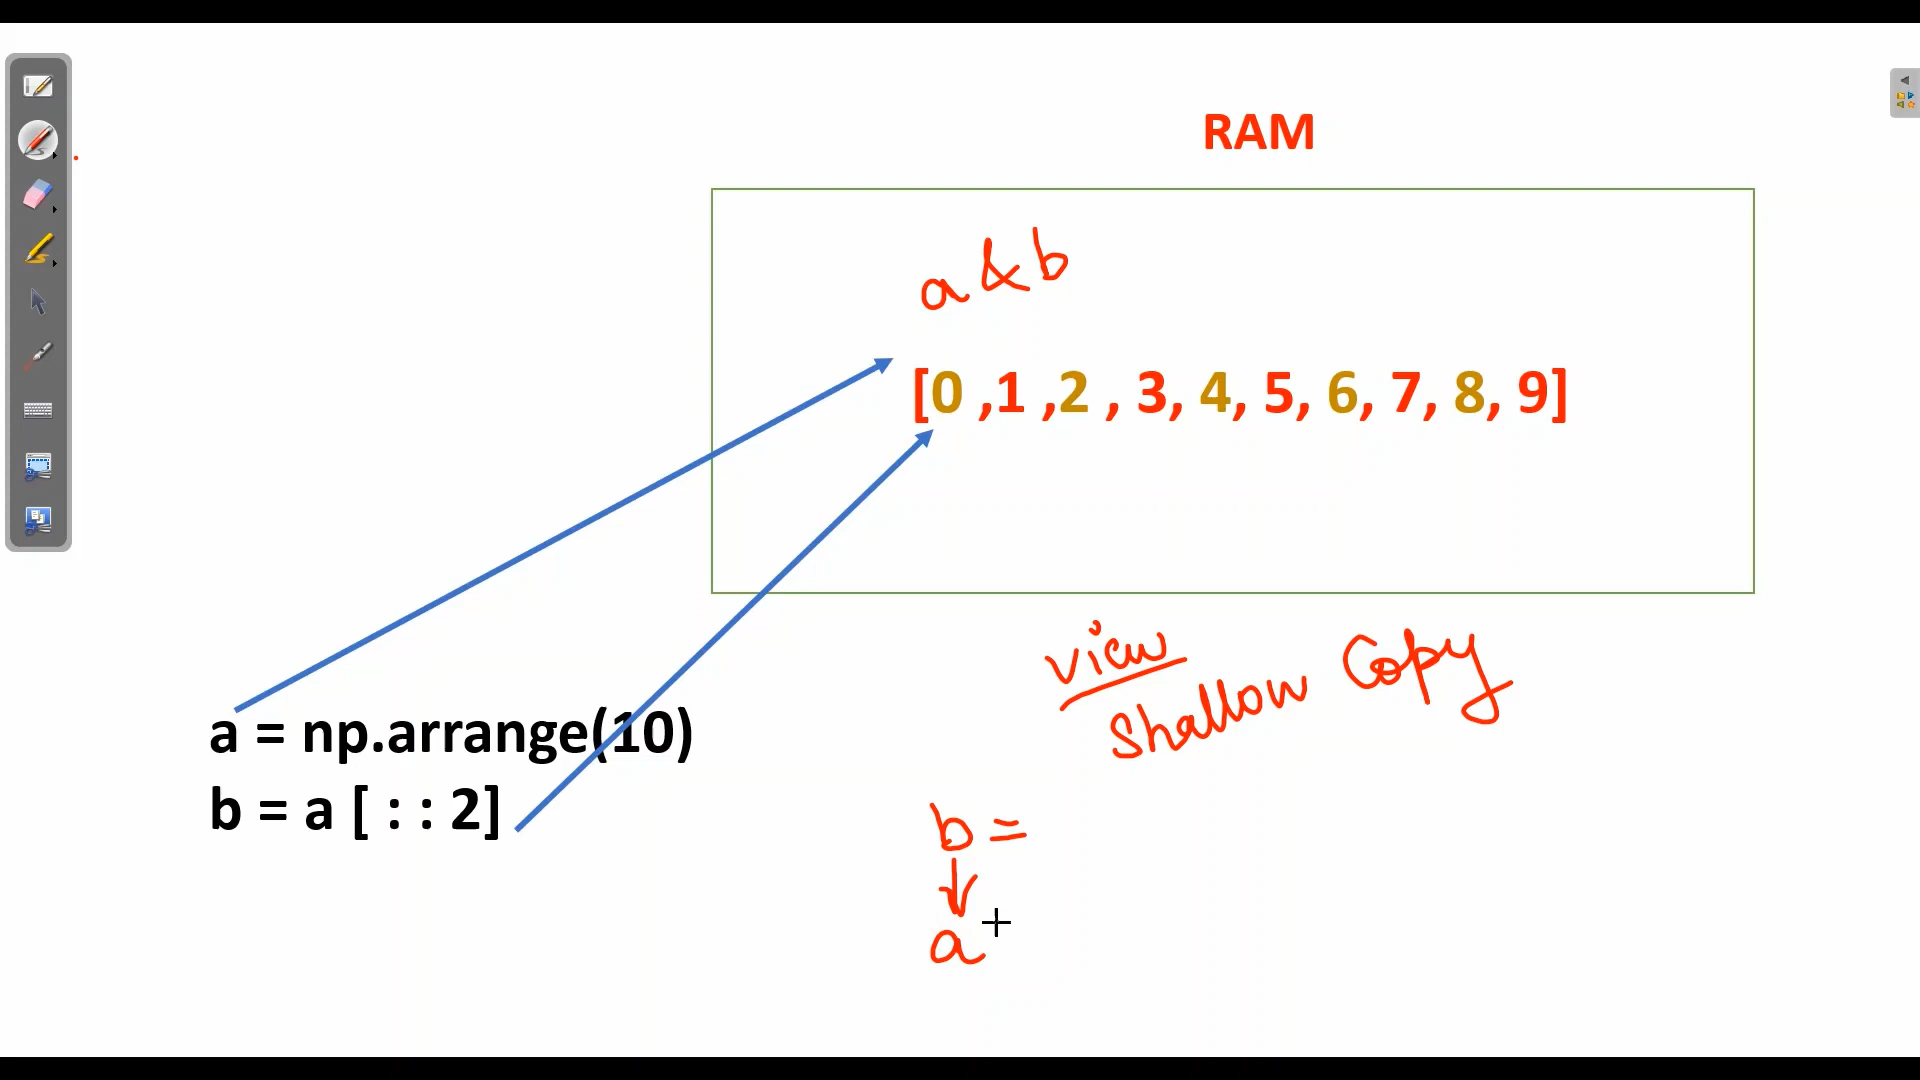 RAM
a & b
[0 ,1 ,2 , 3, 4, 5, 6, 7, 8, 9]
view
Shallow Copy
a = np.arrange(10)
b = a [ : : 2]
b =
a